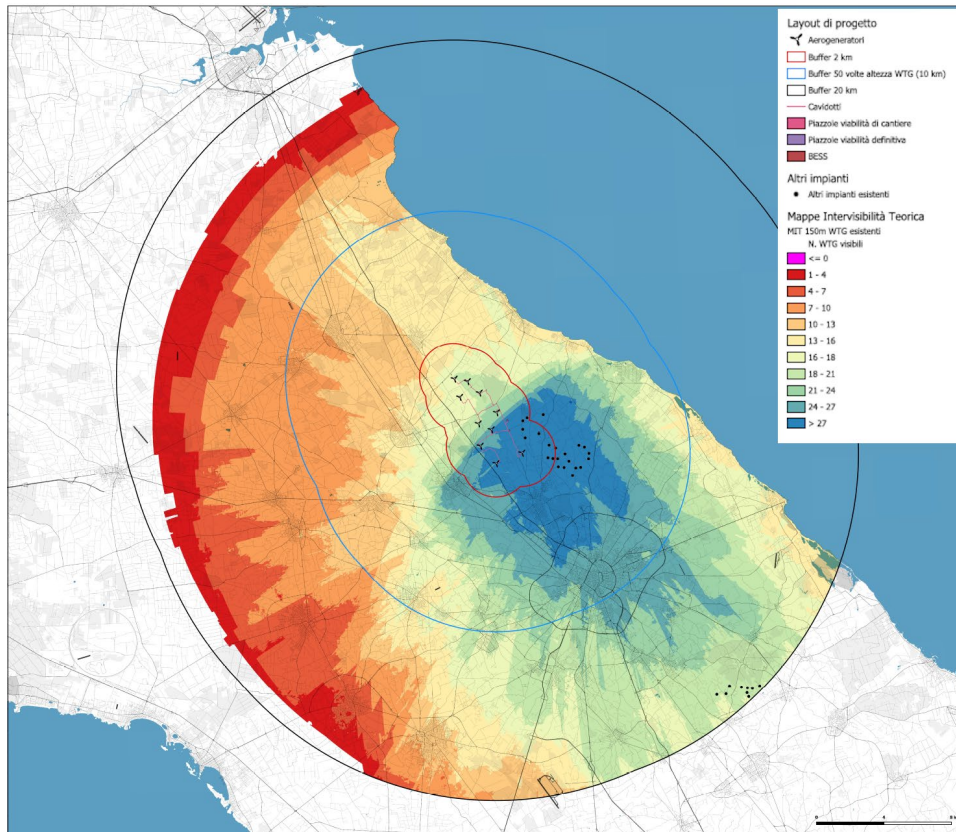 Layout di progetto
Aerogeneratori
Buffer 2 km
Buffer 50 volte altezza WTG (10 km)
Buffer 20 km
Cavidotti
Piazzole viabilità di cantiere
Piazzole viabilità definitiva
BESS
Altri impianti
Altri impianti esistenti
Mappe Intervisibilità Teorica
MIT 150m WTG esistenti
N. WTG visibili
<= 0
1 - 4
4 - 7
7 - 10
10 - 13
13 - 16
16 - 18
18 - 21
21 - 24
24 - 27
> 27
0 4 8